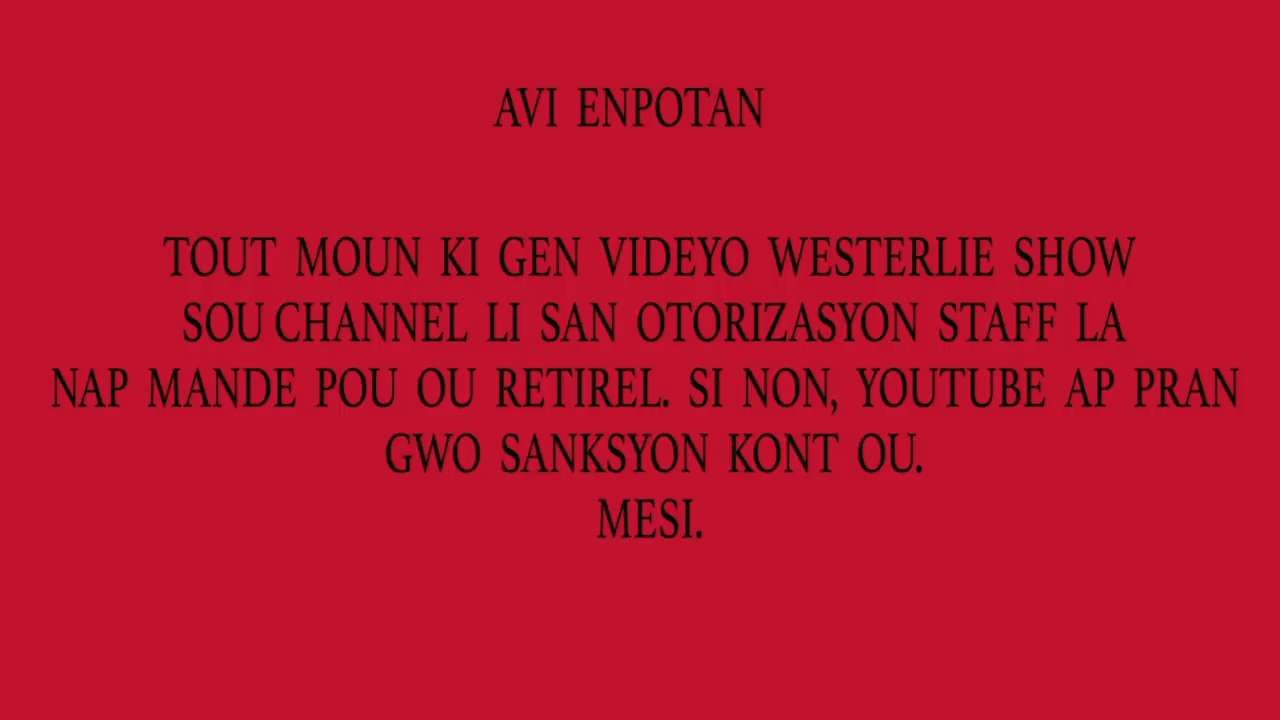 AVI ENPOTAN
TOUT MOUN KI GEN VIDEYO WESTERLIE SHOW
SOU CHANNEL LI SAN OTORIZASYON STAFF LA
NAP MANDE POU OU RETIREL. SI NON, YOUTUBE AP PRAN
GWO SANKSYON KONT OU.
MESI.